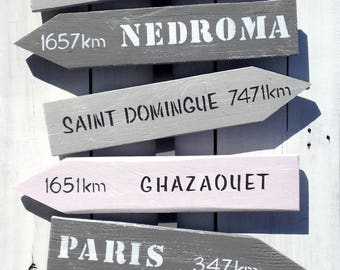 1657km NEDROMA
SAINT DOMINGUE 7471km
1651km GHAZAOUET
PARIS 347km